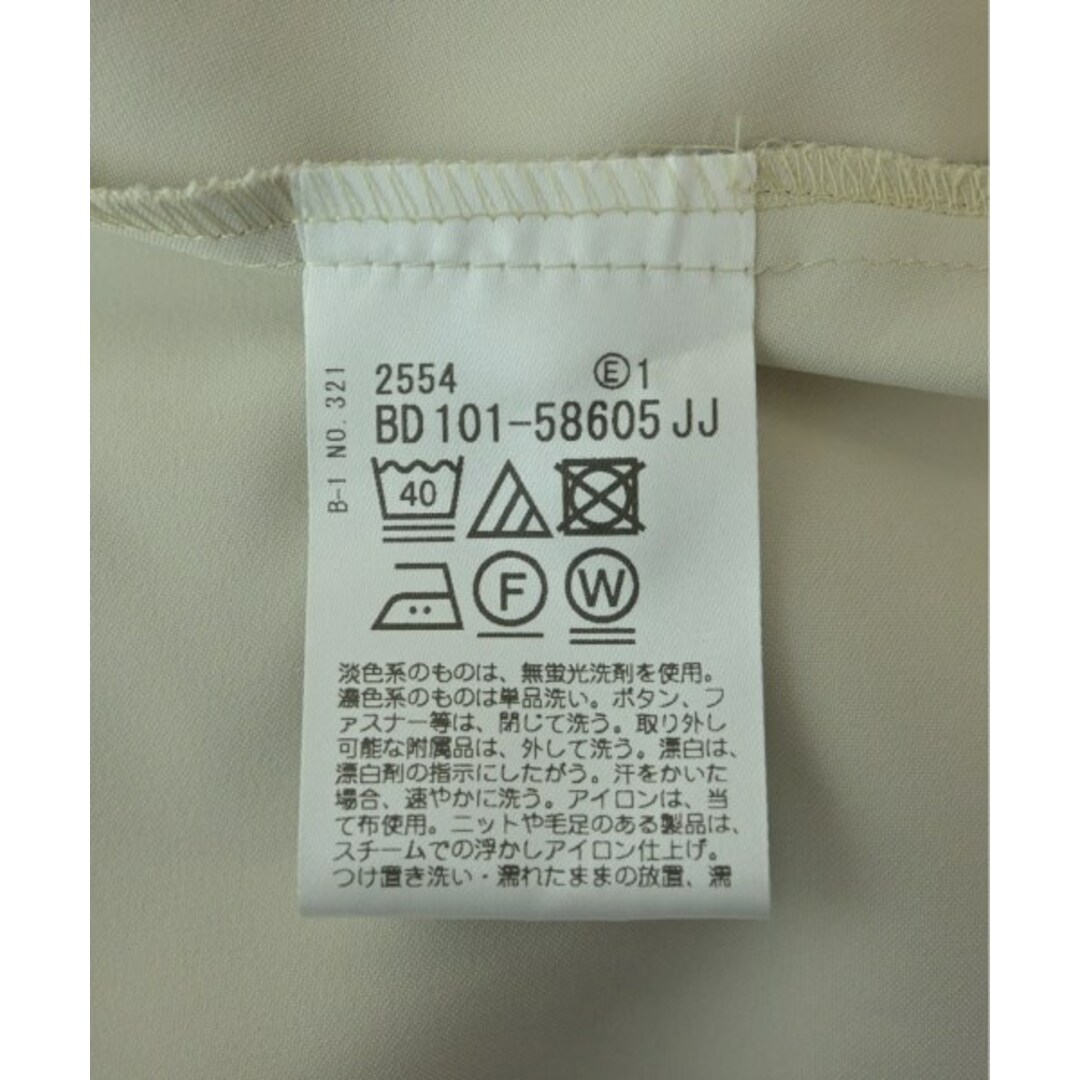 B-1 NO. 321
2554 Ⓔ1
BD101-58605JJ
40
F W
淡色系のものは、無蛍光洗剤を使用。
濃色系のものは単品洗い。ボタン、フ
ァスナー等は、閉じて洗う。取り外し
可能な附属品は、外して洗う。漂白は、
漂白剤の指示にしたがう。汗をかいた
場合、速やかに洗う。アイロンは、当
て布使用。ニットや毛足のある製品は、
スチームでの浮かしアイロン仕上げ。
つけ置き洗い・濡れたままの放置、濡